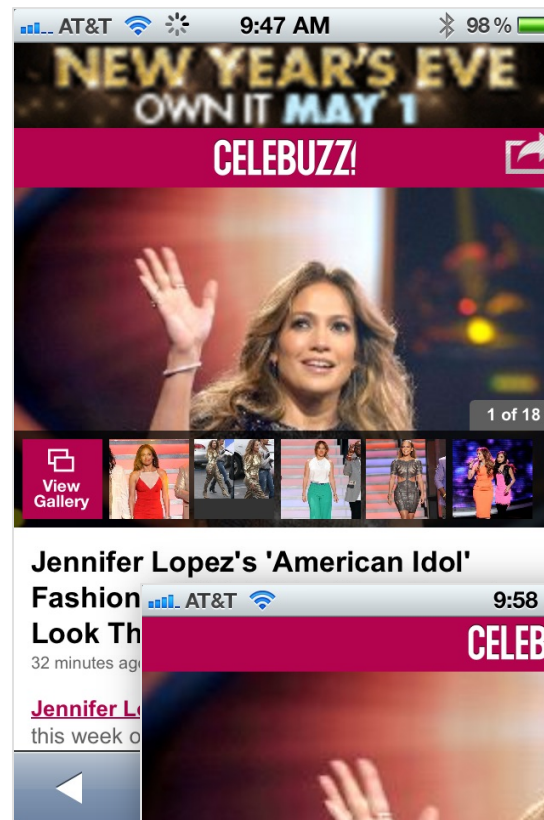 AT&T 9:47 AM 98%
NEW YEAR'S EVE
OWN IT MAY 1
CELEBUZZ!
1 of 18
View
Gallery
Jennifer Lopez's 'American Idol'
Fashion
Look Th
32 minutes ag
Jennifer L
this week o
AT&T 9:58
CELEB